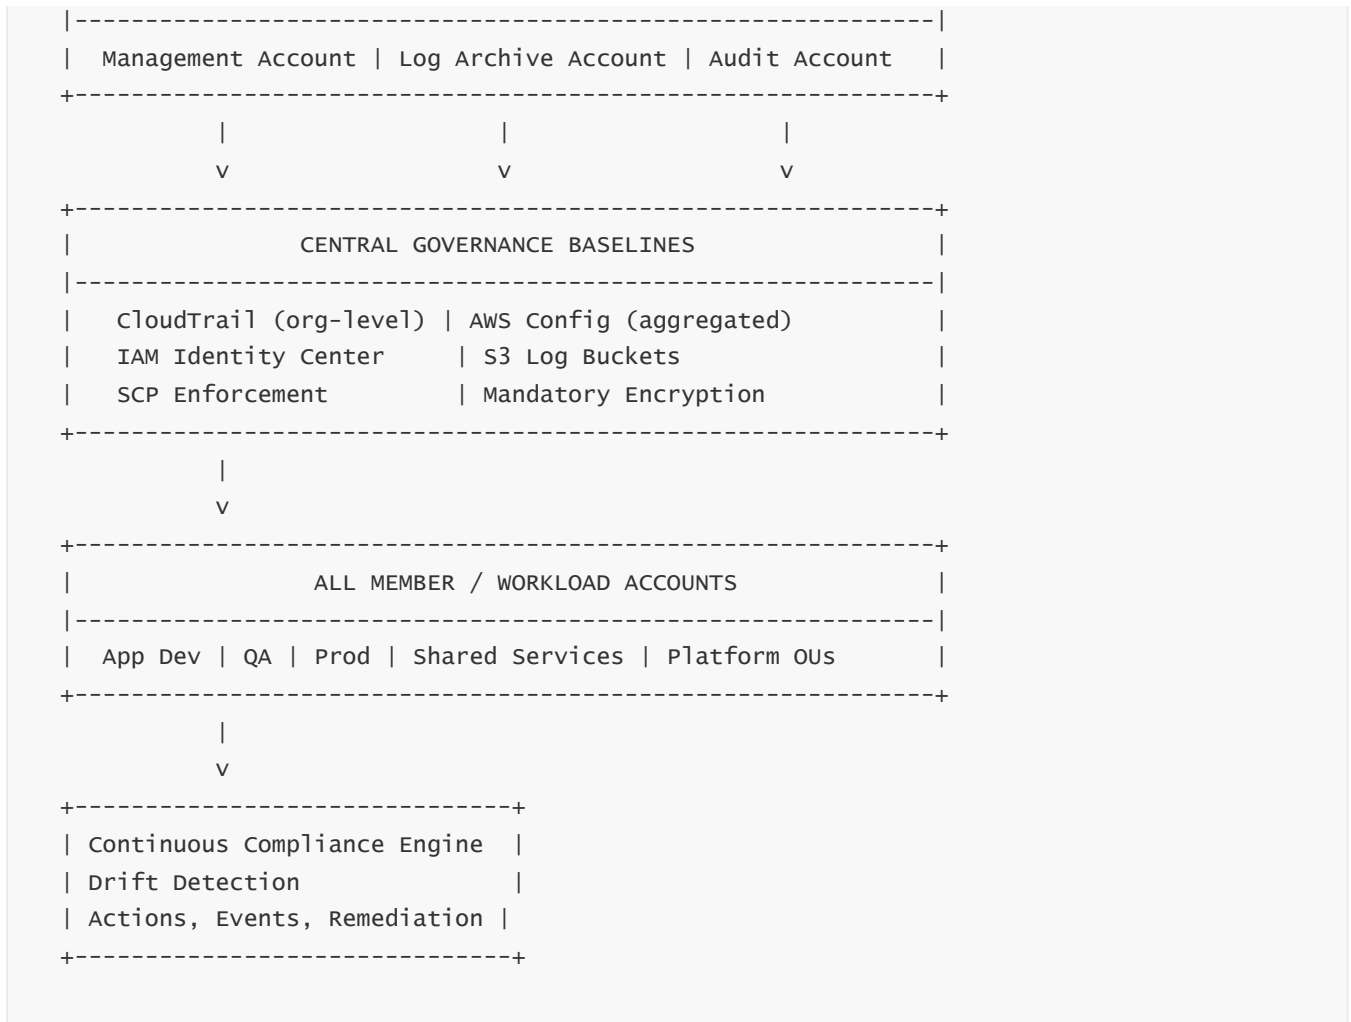 |-------------------------------------------------------------|
|  Management Account | Log Archive Account | Audit Account   |
+-------------------------------------------------------------+
           |                   |                   |
           v                   v                   v
+-------------------------------------------------------------+
|                CENTRAL GOVERNANCE BASELINES                 |
|-------------------------------------------------------------|
|   CloudTrail (org-level) | AWS Config (aggregated)          |
|   IAM Identity Center     | S3 Log Buckets                  |
|   SCP Enforcement         | Mandatory Encryption            |
+-------------------------------------------------------------+
           |
           v
+-------------------------------------------------------------+
|                 ALL MEMBER / WORKLOAD ACCOUNTS              |
|-------------------------------------------------------------|
|  App Dev | QA | Prod | Shared Services | Platform OUs       |
+-------------------------------------------------------------+
           |
           v
+-------------------------------+
| Continuous Compliance Engine  |
| Drift Detection               |
| Actions, Events, Remediation |
+-------------------------------+